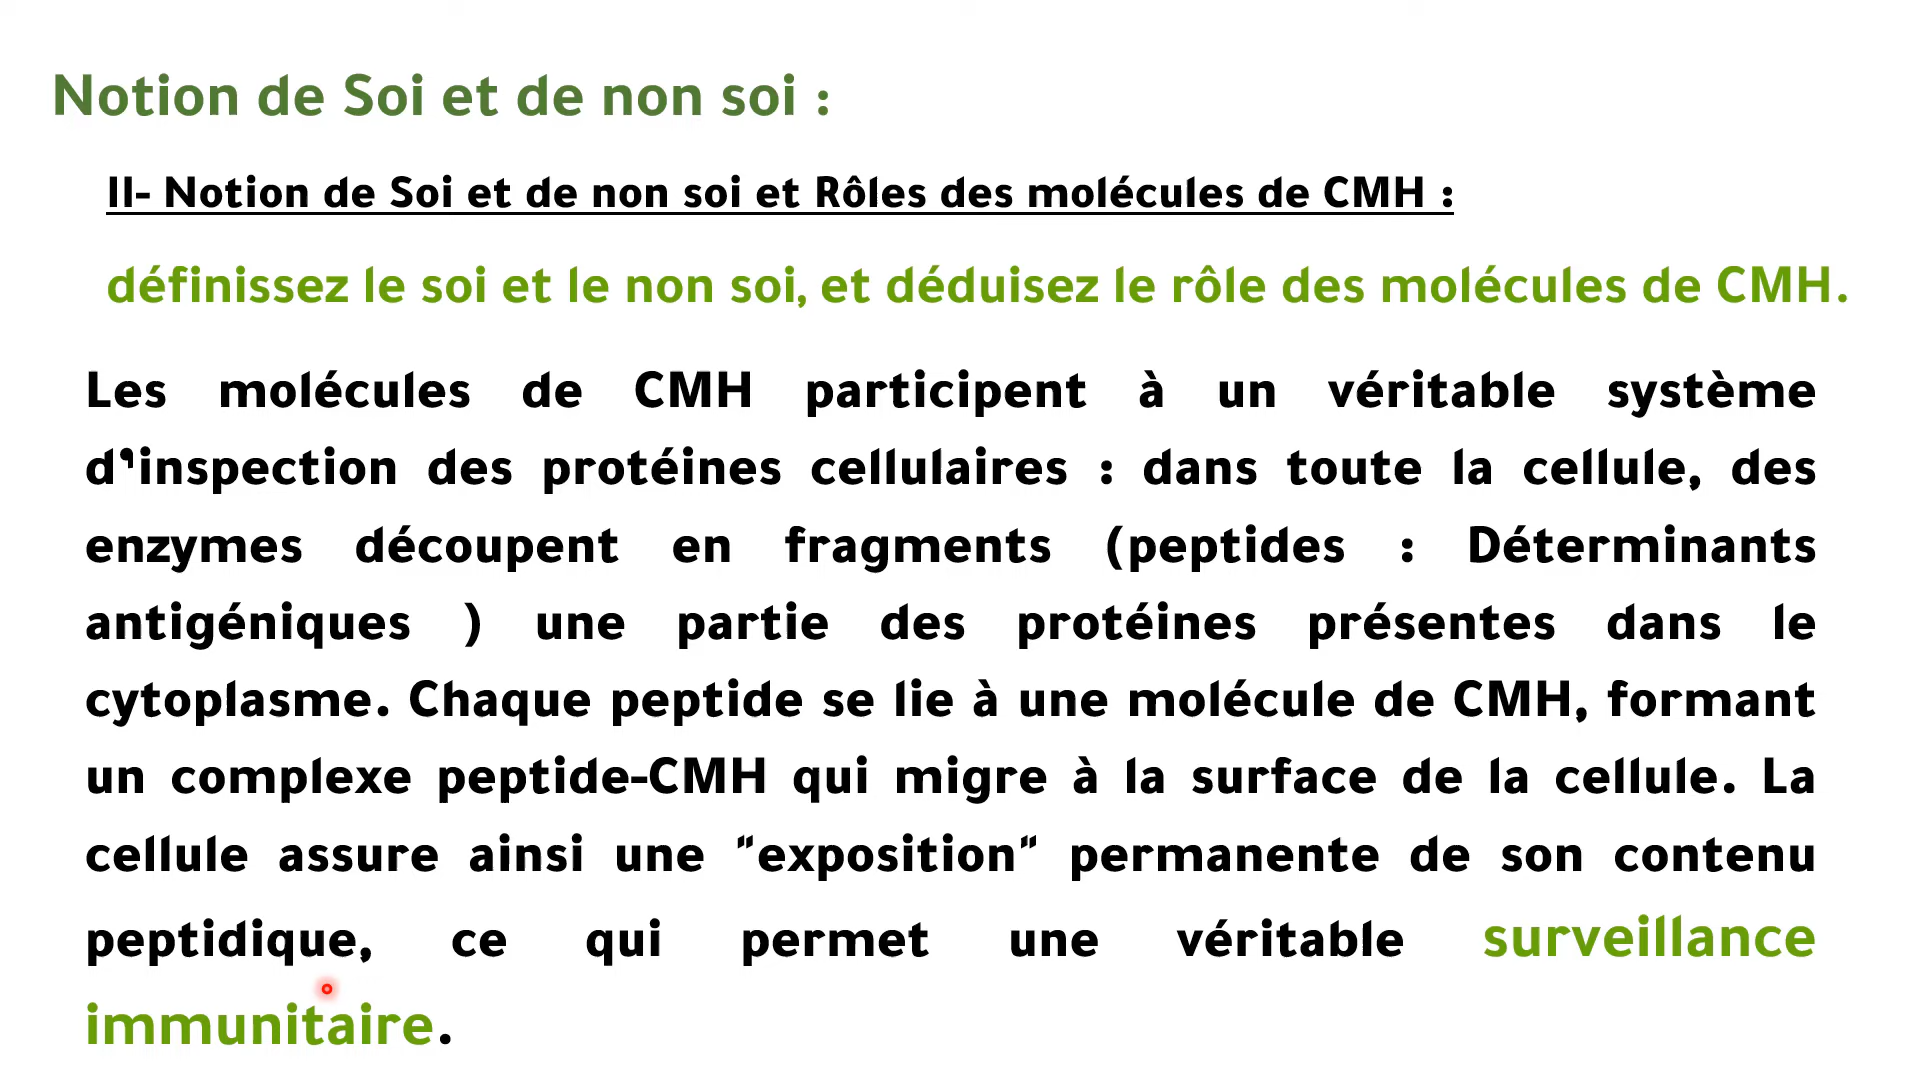 Notion de Soi et de non soi :
II- Notion de Soi et de non soi et Rôles des molécules de CMH :
définissez le soi et le non soi, et déduisez le rôle des molécules de CMH.
Les molécules de CMH participent à un véritable système
d'inspection des protéines cellulaires : dans toute la cellule, des
enzymes découpent en fragments (peptides : Déterminants
antigéniques ) une partie des protéines présentes dans le
cytoplasme. Chaque peptide se lie à une molécule de CMH, formant
un complexe peptide-CMH qui migre à la surface de la cellule. La
cellule assure ainsi une "exposition" permanente de son contenu
peptidique, ce qui permet une véritable surveillance
immunitaire.